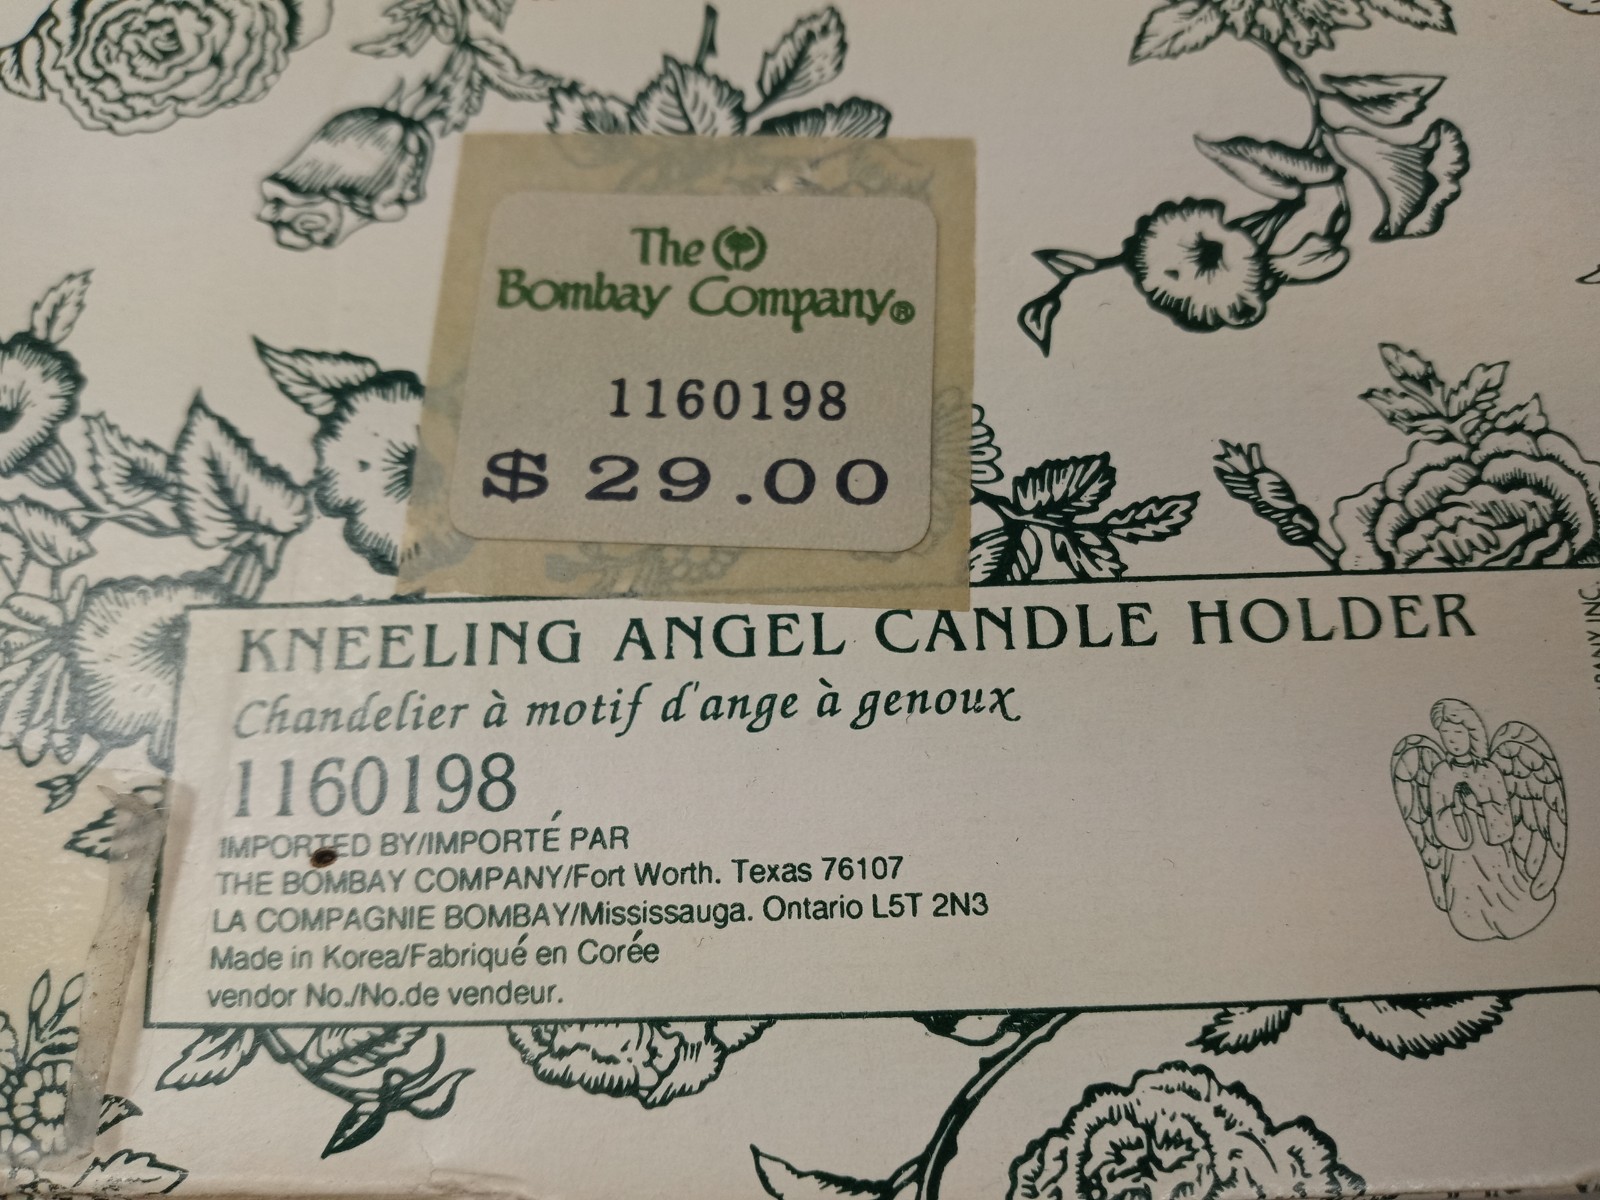 The
Bombay Company®
1160198
$ 29.00
KNEELING ANGEL CANDLE HOLDER
Chandelier à motif d'ange à genoux
1160198
IMPORTED BY/IMPORTÉ PAR
THE BOMBAY COMPANY/Fort Worth. Texas 76107
LA COMPAGNIE BOMBAY/Mississauga. Ontario L5T 2N3
Made in Korea/Fabriqué en Corée
vendor No./No.de vendeur.